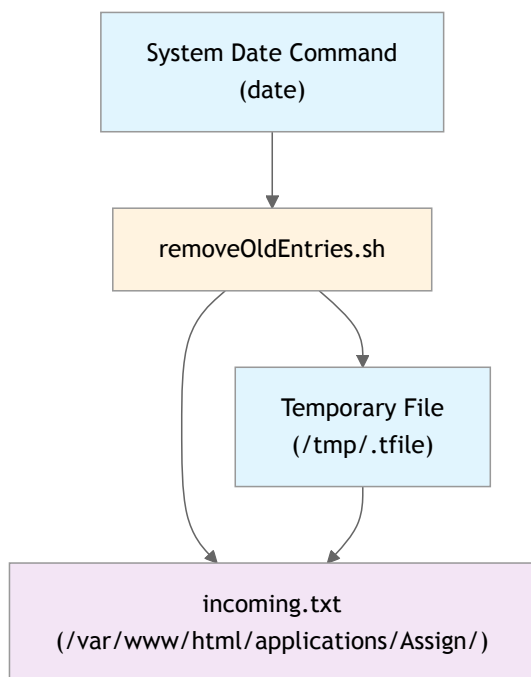 System Date Command
(date)
removeOldEntries.sh
Temporary File
(/tmp/.tfile)
incoming.txt
(/var/www/html/applications/Assign/)